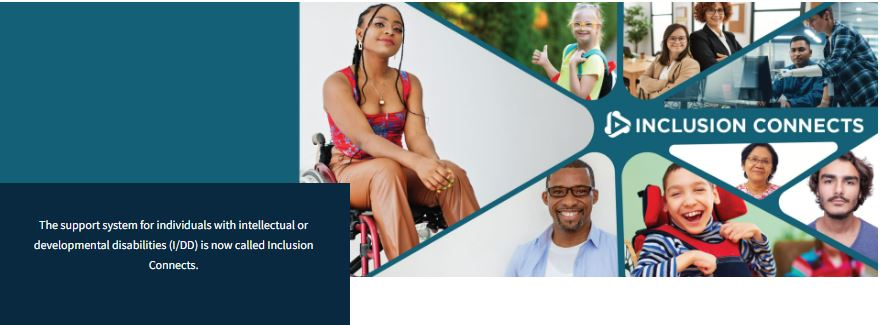 INCLUSION CONNECTS
The support system for individuals with intellectual or
developmental disabilities (I/DD) is now called Inclusion
Connects.